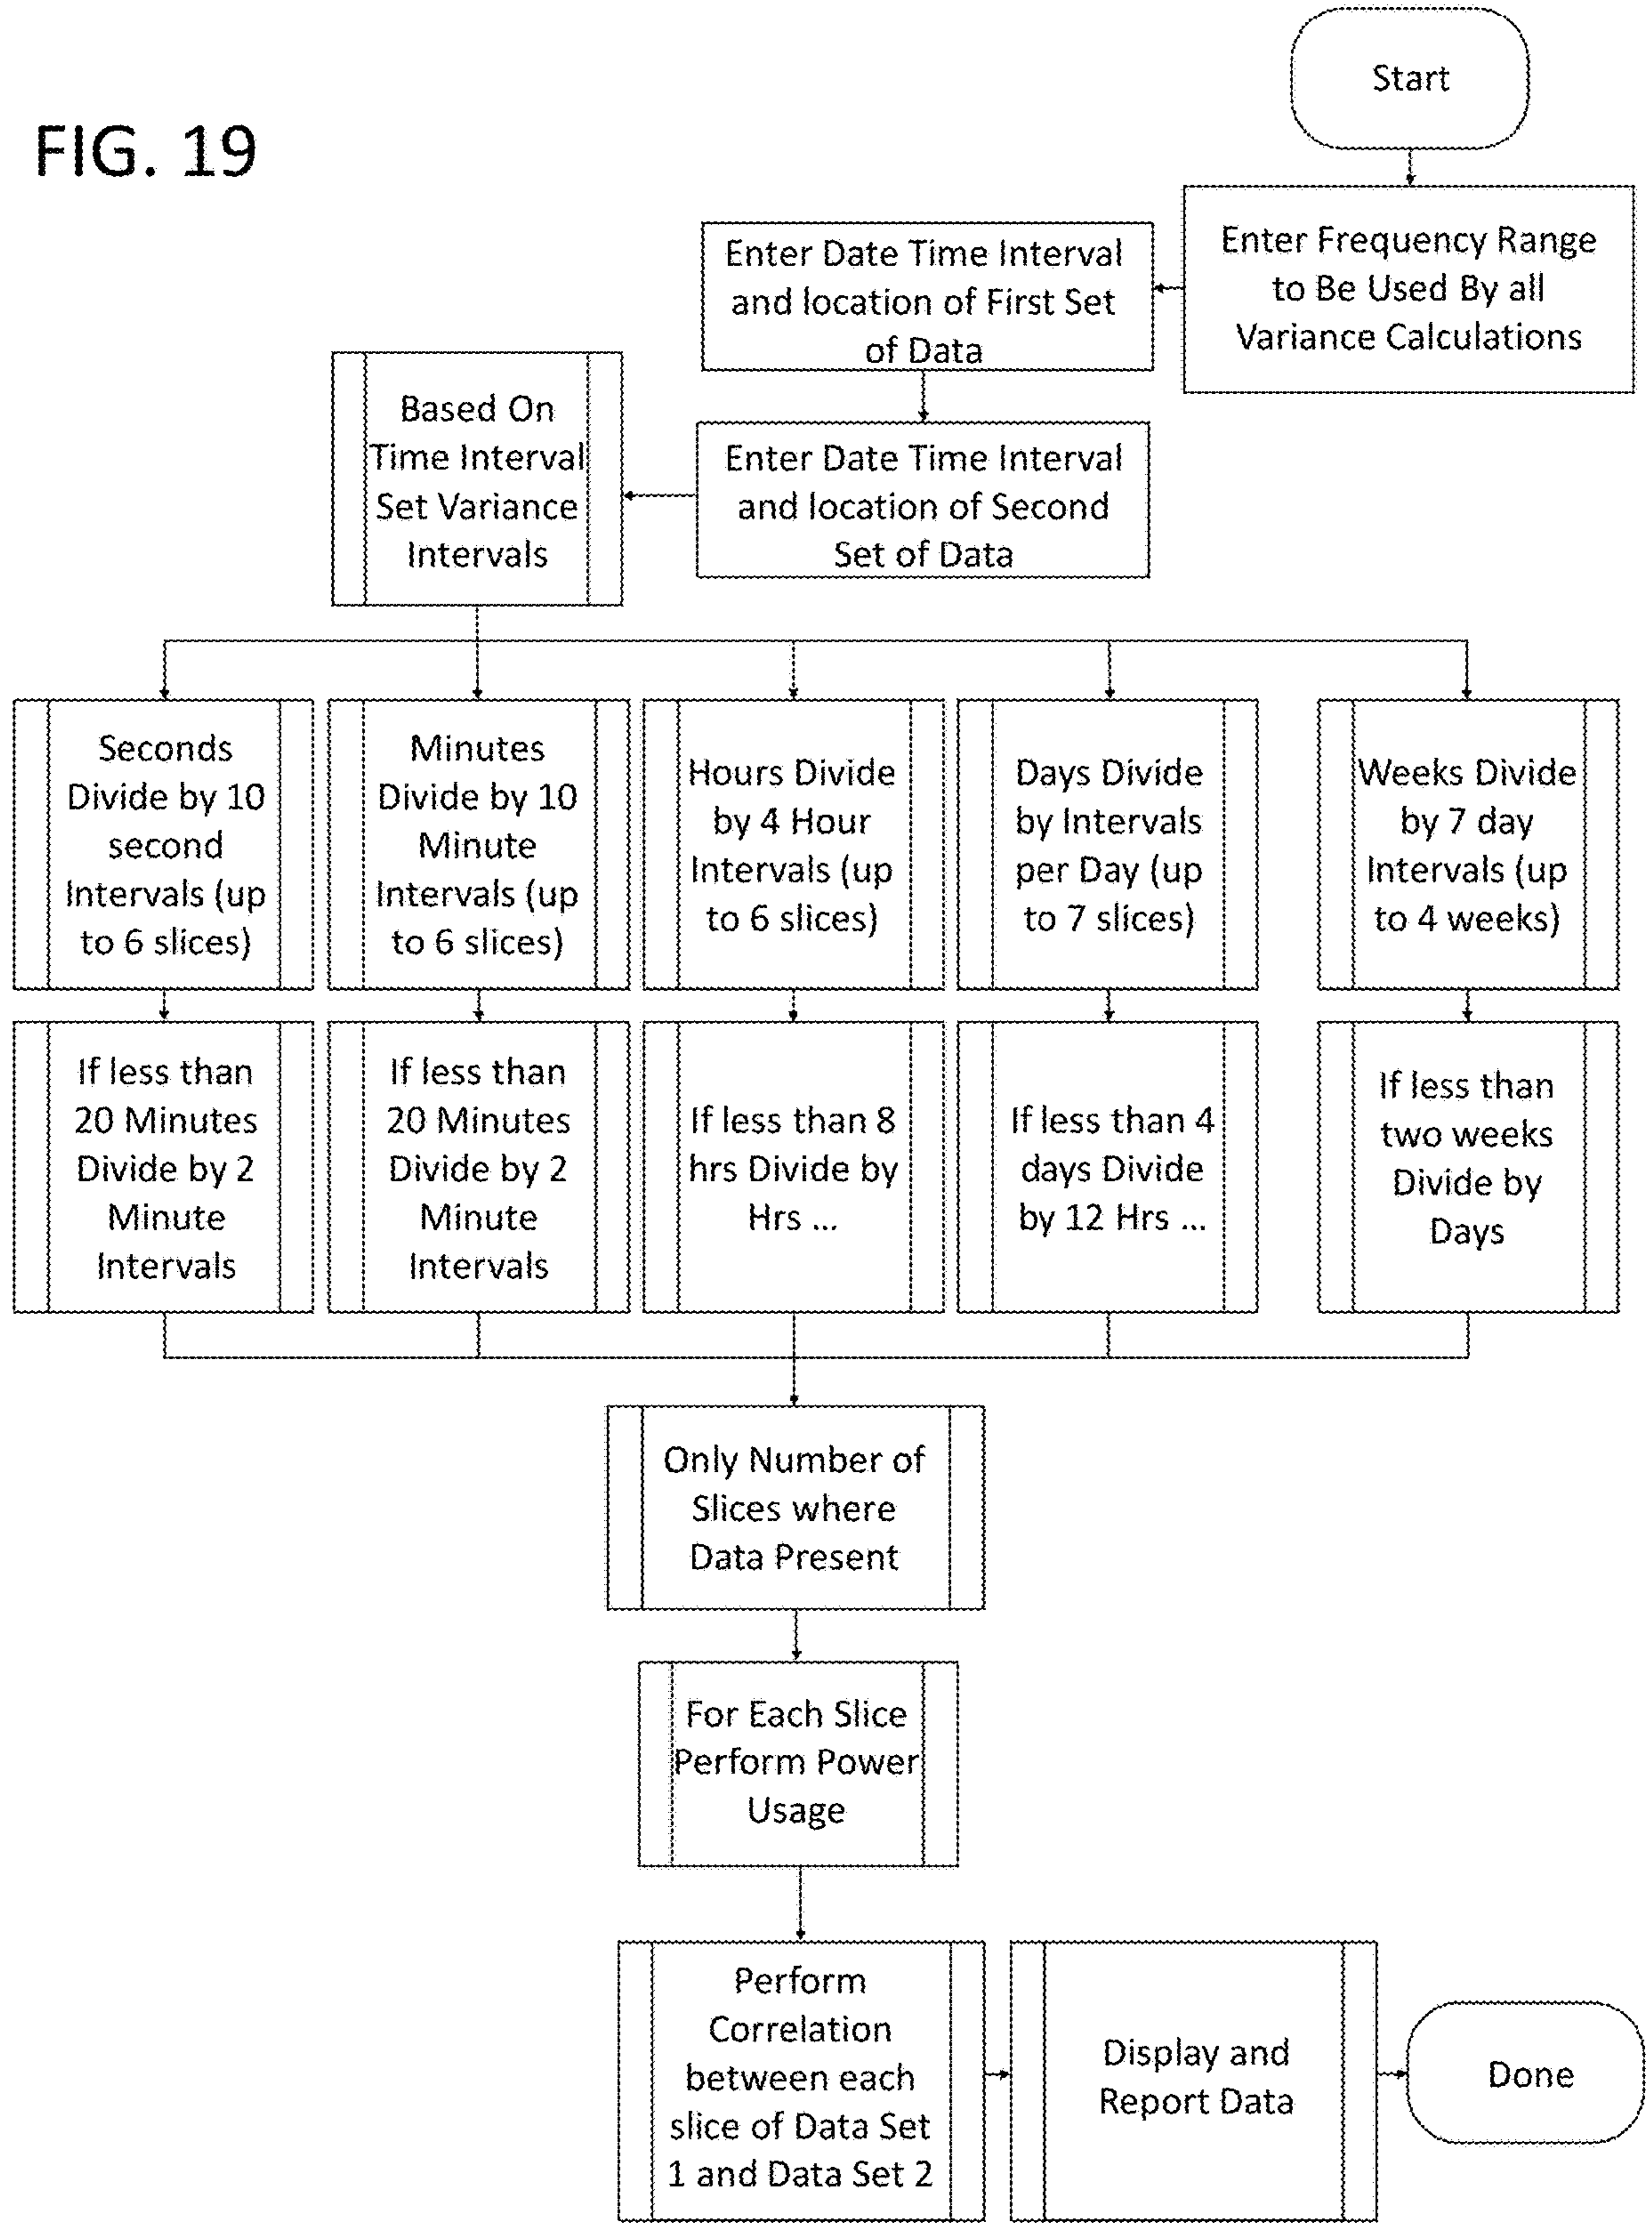 FIG. 19
Start
Enter Frequency Range
to Be Used By all
Variance Calculations
Enter Date Time Interval
and location of First Set
of Data
Enter Date Time Interval
and location of Second
Set of Data
Based On
Time Interval
Set Variance
Intervals
Seconds
Divide by 10
second
Intervals (up
to 6 slices)
Minutes
Divide by 10
Minute
Intervals (up
to 6 slices)
Hours Divide
by 4 Hour
Intervals (up
to 6 slices)
Days Divide
by Intervals
per Day (up
to 7 slices)
Weeks Divide
by 7 day
Intervals (up
to 4 weeks)
If less than
20 Minutes
Divide by 2
Minute
Intervals
If less than
20 Minutes
Divide by 2
Minute
Intervals
If less than 8
hrs Divide by
Hrs ...
If less than 4
days Divide
by 12 Hrs ...
If less than
two weeks
Divide by
Days
Only Number of
Slices where
Data Present
For Each Slice
Perform Power
Usage
Perform
Correlation
between each
slice of Data Set
1 and Data Set 2
Display and
Report Data
Done